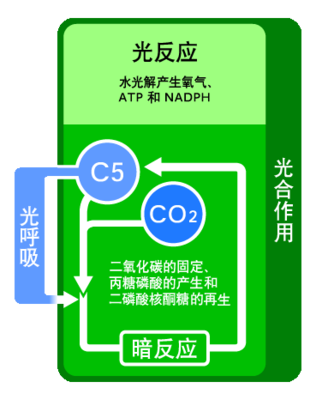 光反应
水光解产生氧气、
ATP 和 NADPH
C5
CO₂
光合作用
光呼吸
二氧化碳的固定、
丙糖磷酸的产生和
二磷酸核酮糖的再生
暗反应